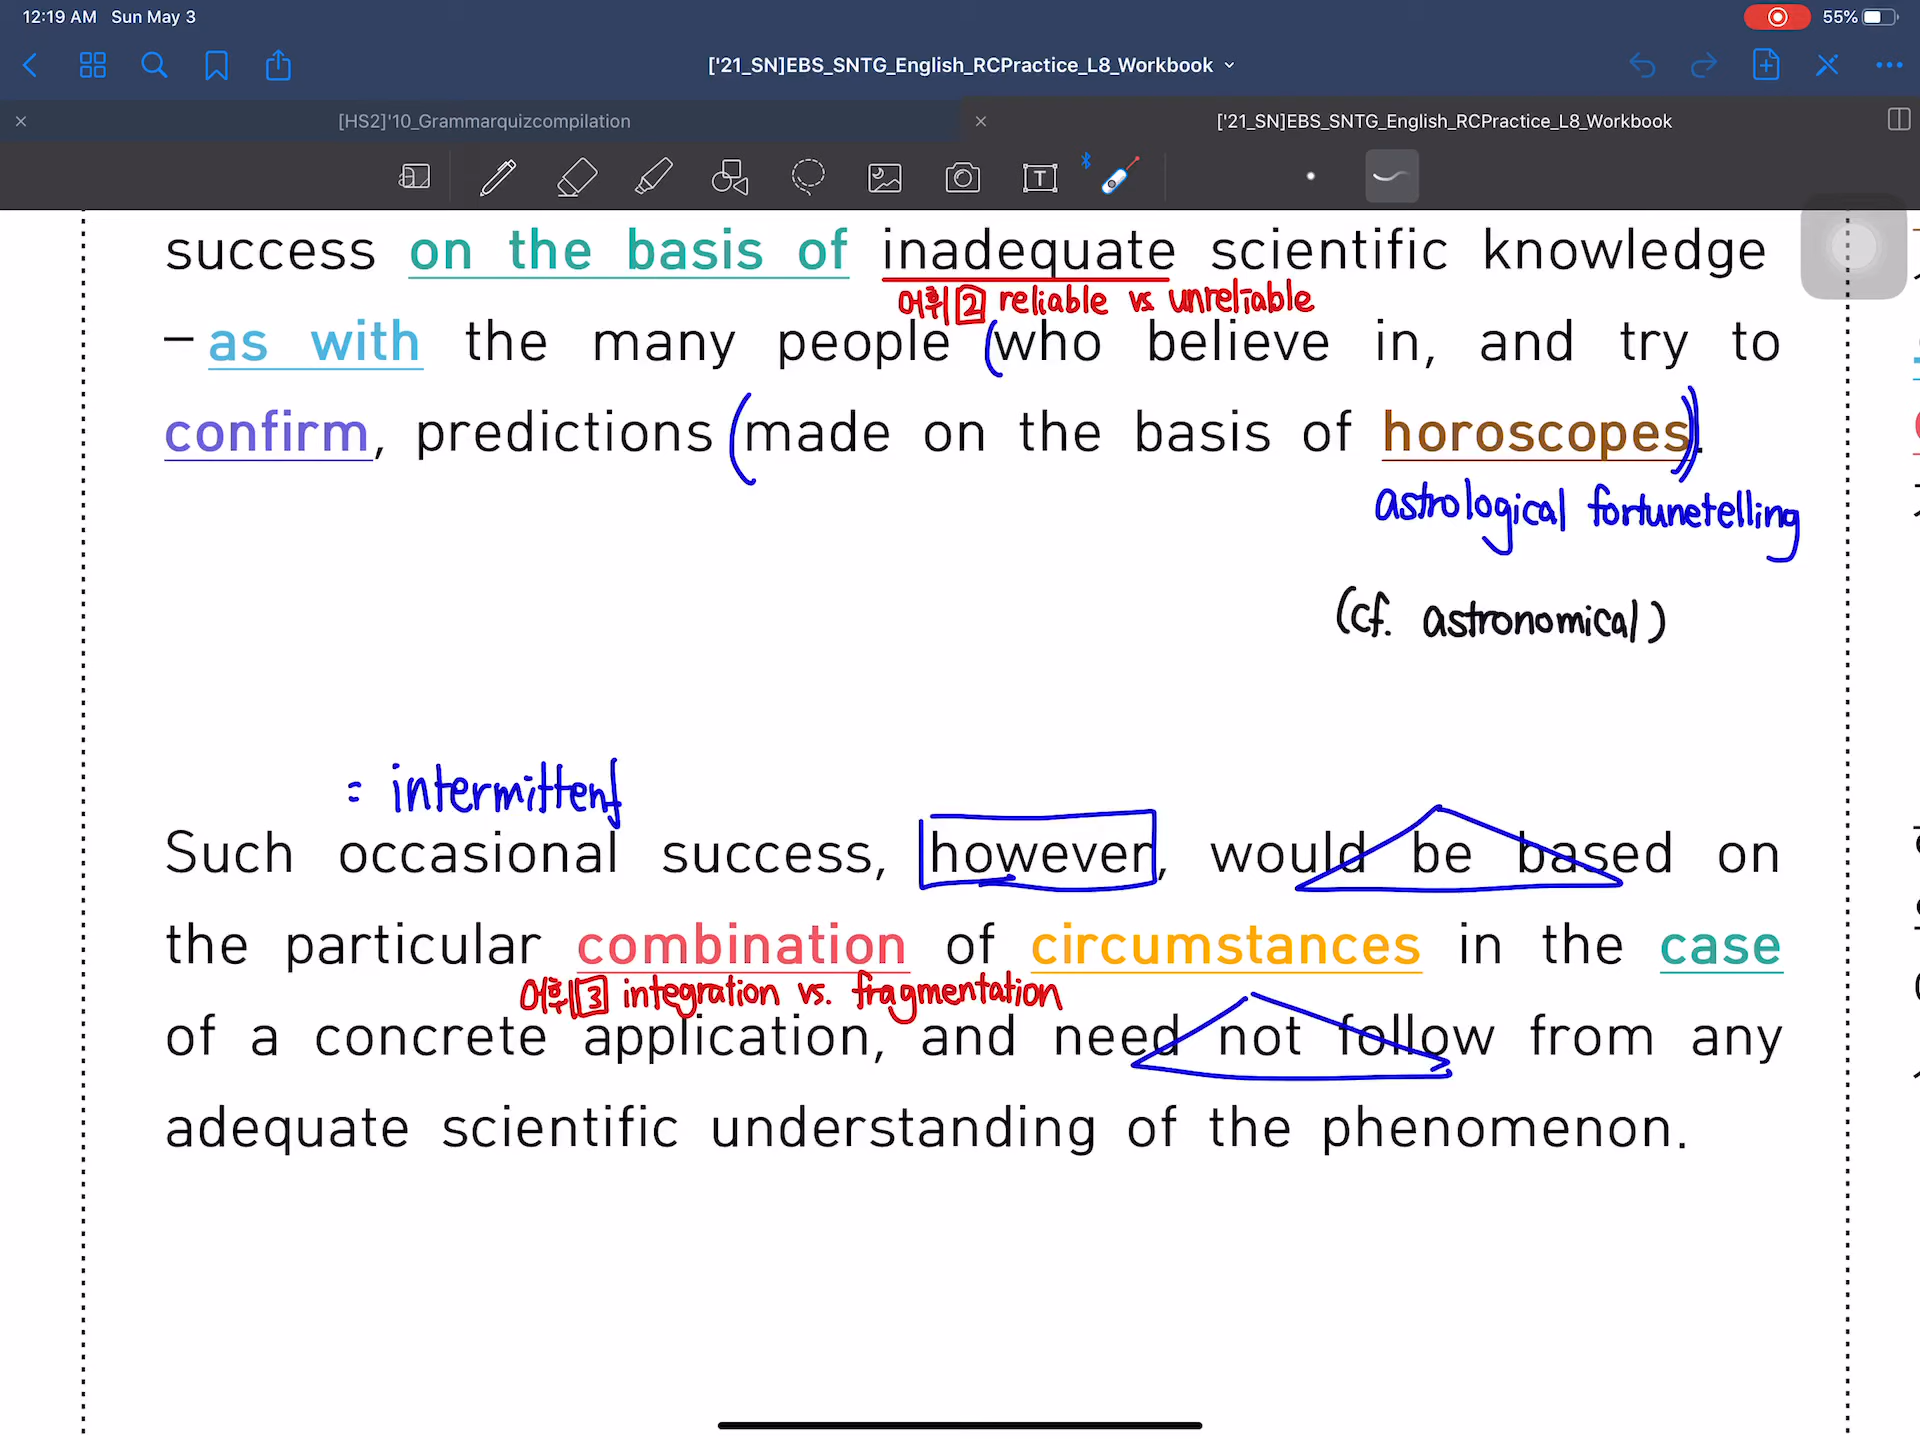 12:19 AM Sun May 3
55%
['21_SN]EBS_SNTG_English_RCPractice_L8_Workbook
[HS2]'10_Grammarquizcompilation
['21_SN]EBS_SNTG_English_RCPractice_L8_Workbook
success on the basis of inadequate scientific knowledge
어휘 2 reliable vs unreliable
– as with the many people (who believe in, and try to
confirm, predictions (made on the basis of horoscopes)).
astrological fortunetelling
(cf. astronomical)
= intermittent
Such occasional success, however, would be based on
the particular combination of circumstances in the case
어휘 3 integration vs. fragmentation
of a concrete application, and need not follow from any
adequate scientific understanding of the phenomenon.